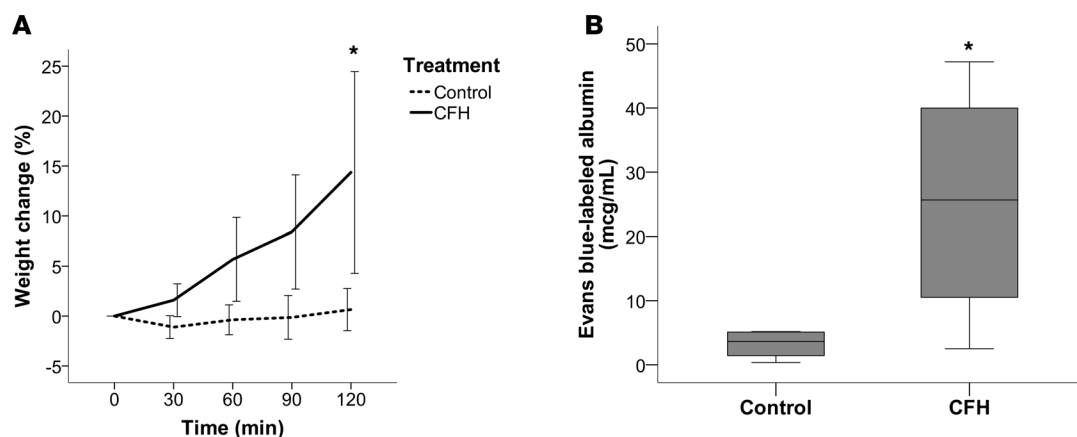 A
Weight change (%)
25
20
15
10
5
0
-5
*
0 30 60 90 120
Time (min)
Treatment
Control
CFH
B
Evans blue-labeled albumin
(mcg/mL)
50
40
30
20
10
0
*
Control CFH